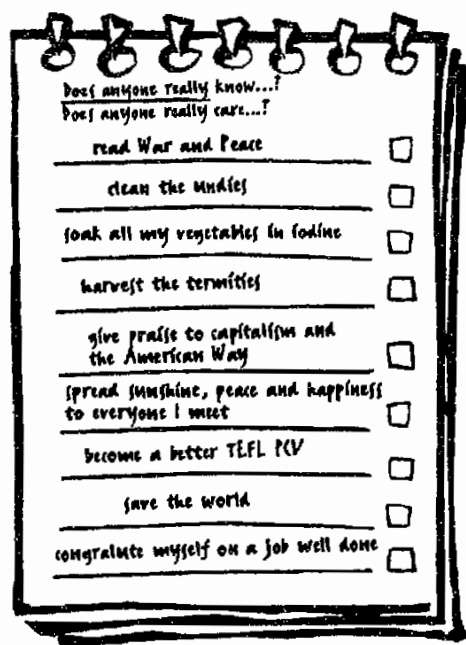 Does anyone really know...?
Does anyone really care...?
read War and Peace
clean the undies
soak all my vegetables in iodine
harvest the termities
give praise to capitalism and
the American Way
spread sunshine, peace and happiness
to everyone I meet
become a better TEFL PCV
save the world
congralute myself on a job well done